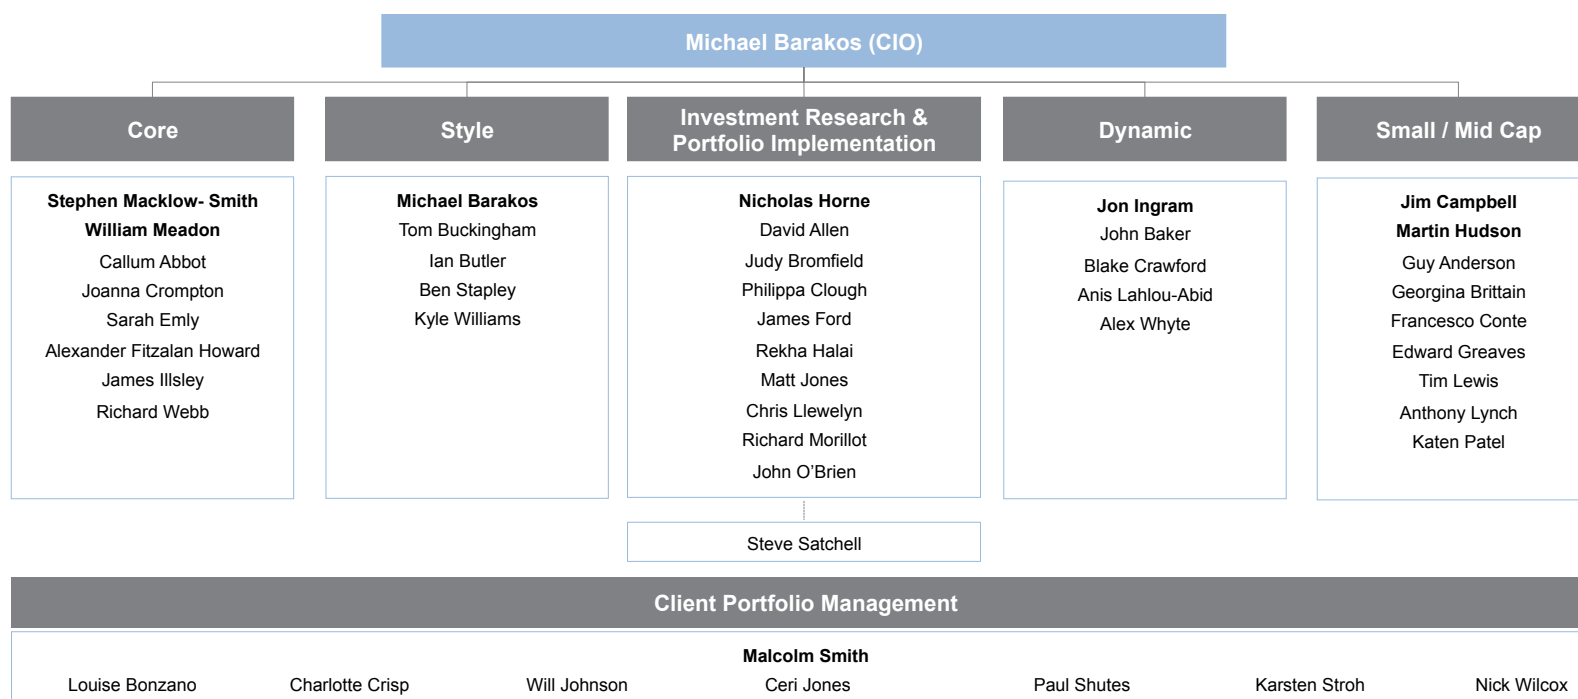 Michael Barakos (CIO)
Core
Stephen Macklow- Smith
William Meadon
Callum Abbot
Joanna Crompton
Sarah Emly
Alexander Fitzalan Howard
James Illsley
Richard Webb
Style
Michael Barakos
Tom Buckingham
Ian Butler
Ben Stapley
Kyle Williams
Investment Research &
Portfolio Implementation
Nicholas Horne
David Allen
Judy Bromfield
Philippa Clough
James Ford
Rekha Halai
Matt Jones
Chris Llewelyn
Richard Morillot
John O’Brien
Steve Satchell
Dynamic
Jon Ingram
John Baker
Blake Crawford
Anis Lahlou-Abid
Alex Whyte
Small / Mid Cap
Jim Campbell
Martin Hudson
Guy Anderson
Georgina Brittain
Francesco Conte
Edward Greaves
Tim Lewis
Anthony Lynch
Katen Patel
Client Portfolio Management
Malcolm Smith
Louise Bonzano Charlotte Crisp Will Johnson Ceri Jones Paul Shutes Karsten Stroh Nick Wilcox